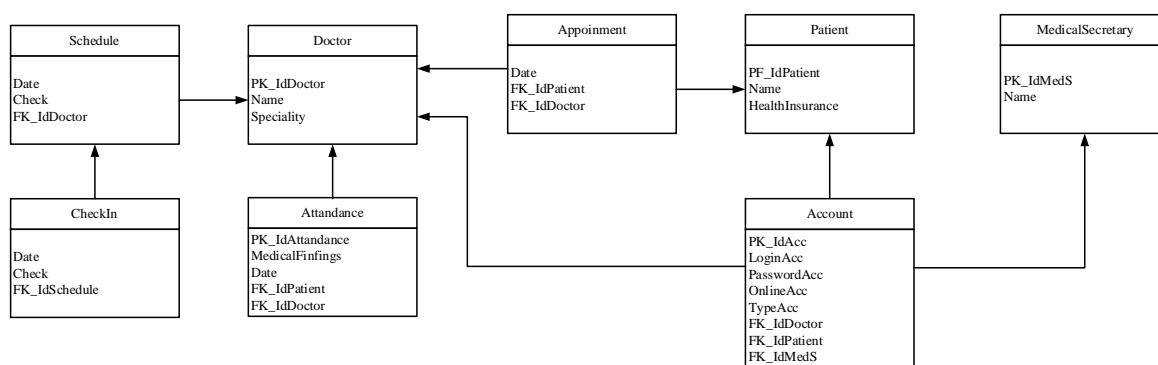 Schedule
Date
Check
FK_IdDoctor
Doctor
PK_IdDoctor
Name
Speciality
Appoinment
Date
FK_IdPatient
FK_IdDoctor
Patient
PF_IdPatient
Name
HealthInsurance
MedicalSecretary
PK_IdMedS
Name
CheckIn
Date
Check
FK_IdSchedule
Attandance
PK_IdAttandance
MedicalFinfings
Date
FK_IdPatient
FK_IdDoctor
Account
PK_IdAcc
LoginAcc
PasswordAcc
OnlineAcc
TypeAcc
FK_IdDoctor
FK_IdPatient
FK_IdMedS